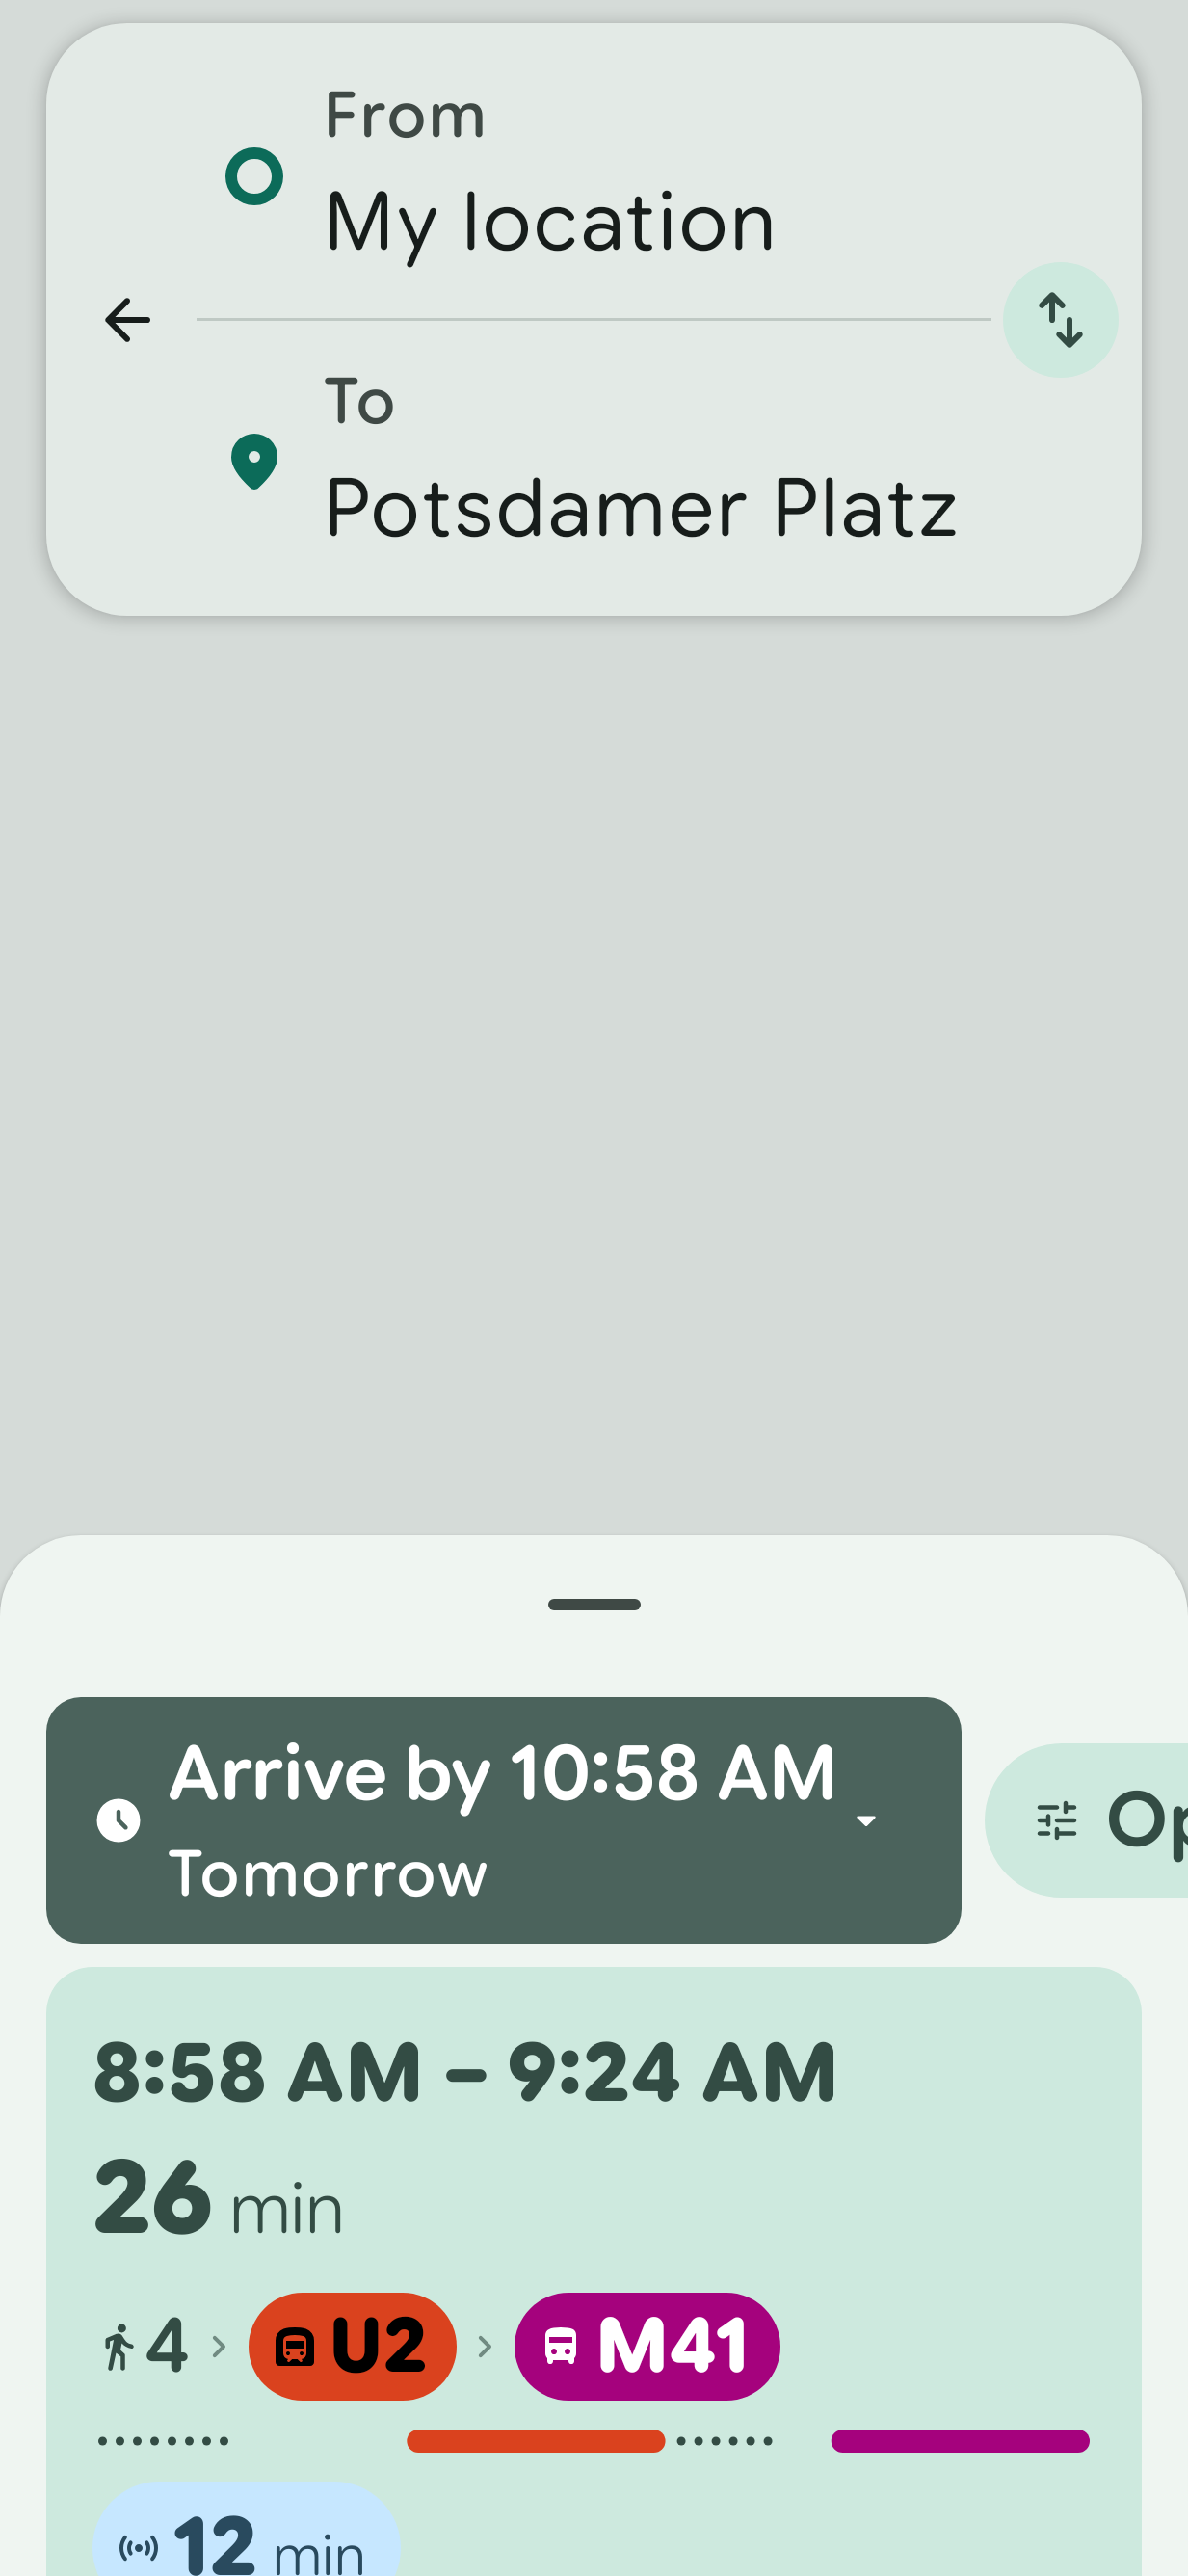 From
My location
To
Potsdamer Platz
Arrive by 10:58 AM
Tomorrow
8:58 AM – 9:24 AM
26 min
4 U2 M41
12 min